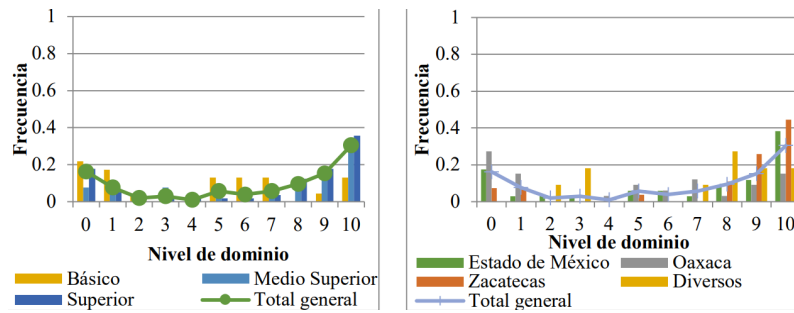 1
0.8
0.6
0.4
0.2
0
Frecuencia
0 1 2 3 4 5 6 7 8 9 10
Nivel de dominio
Básico
Medio Superior
Superior
Total general
1
0.8
0.6
0.4
0.2
0
Frecuencia
0 1 2 3 4 5 6 7 8 9 10
Nivel de dominio
Estado de México
Oaxaca
Zacatecas
Diversos
Total general